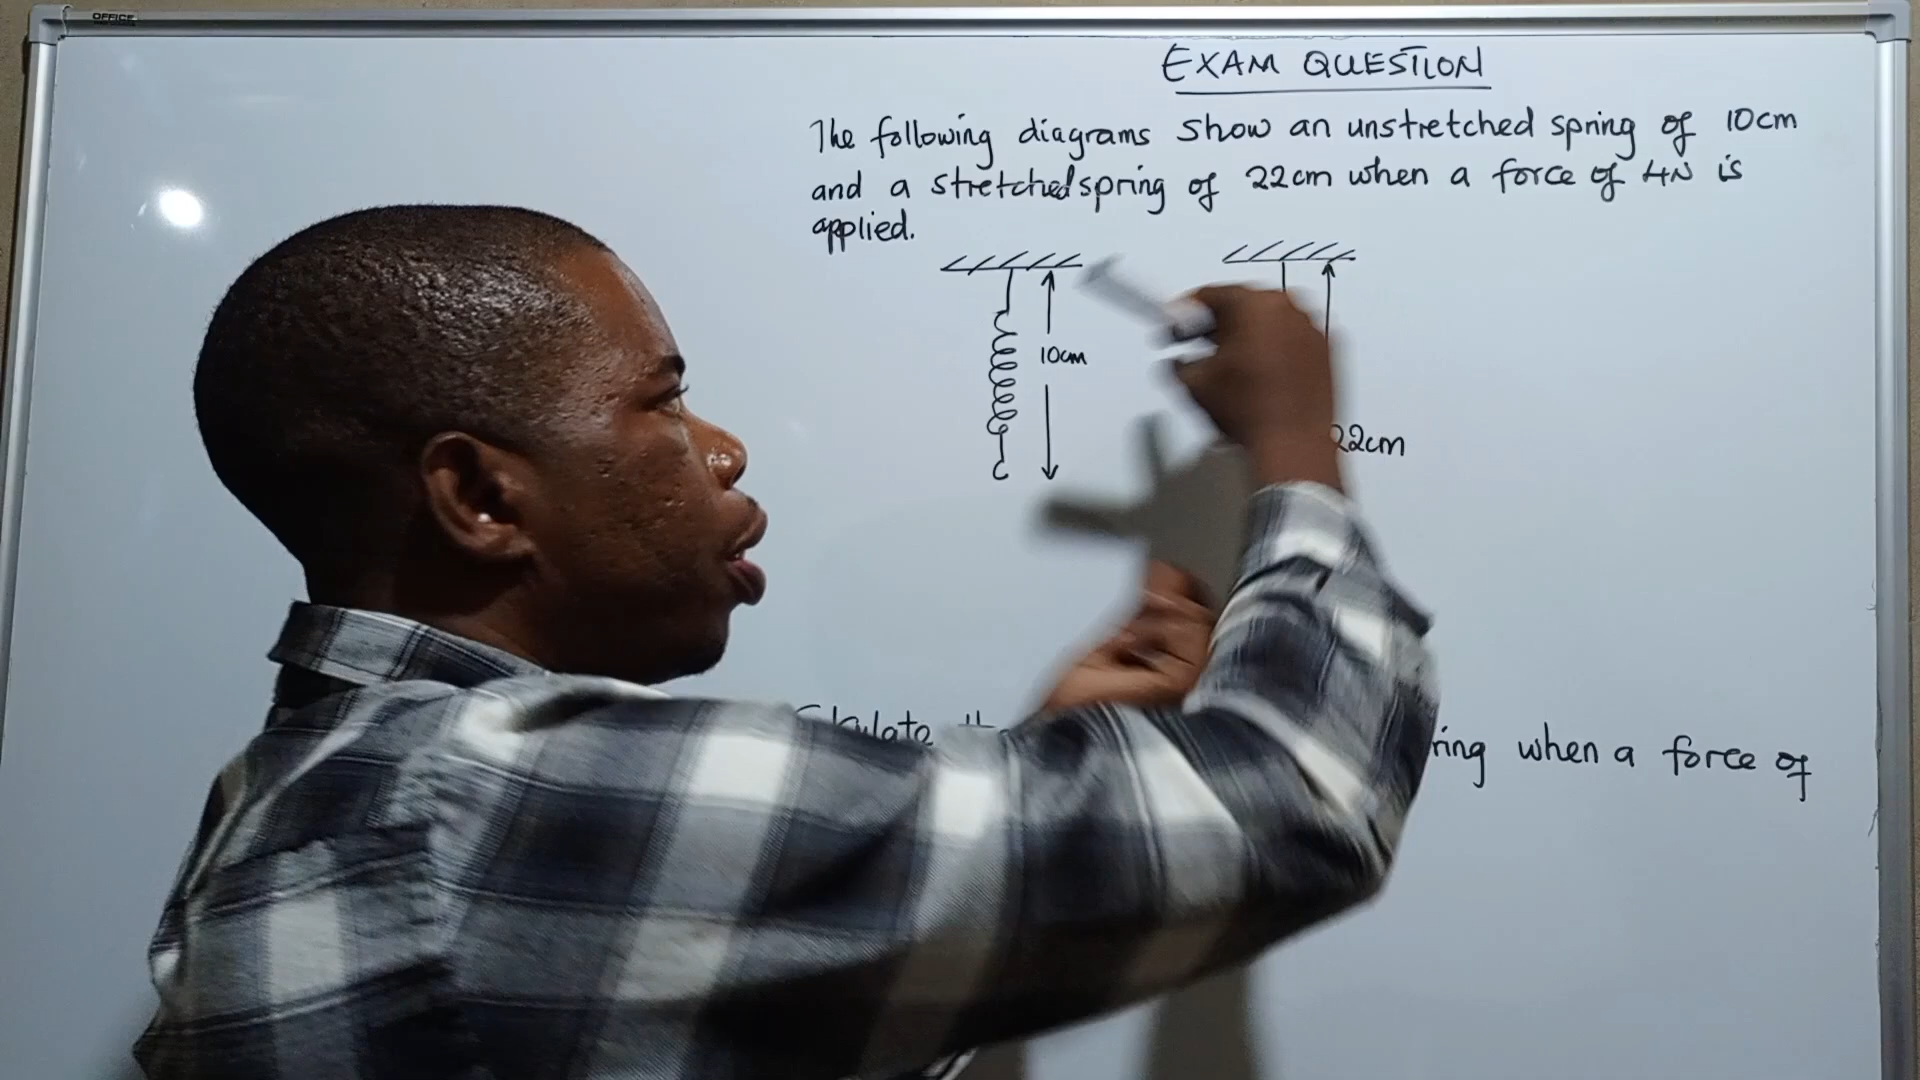 OFFICE
EXAM QUESTION
The following diagrams show an unstretched spring of 10cm
and a stretched spring of 22cm when a force of 4N is
applied.
10cm
22cm
when a force of